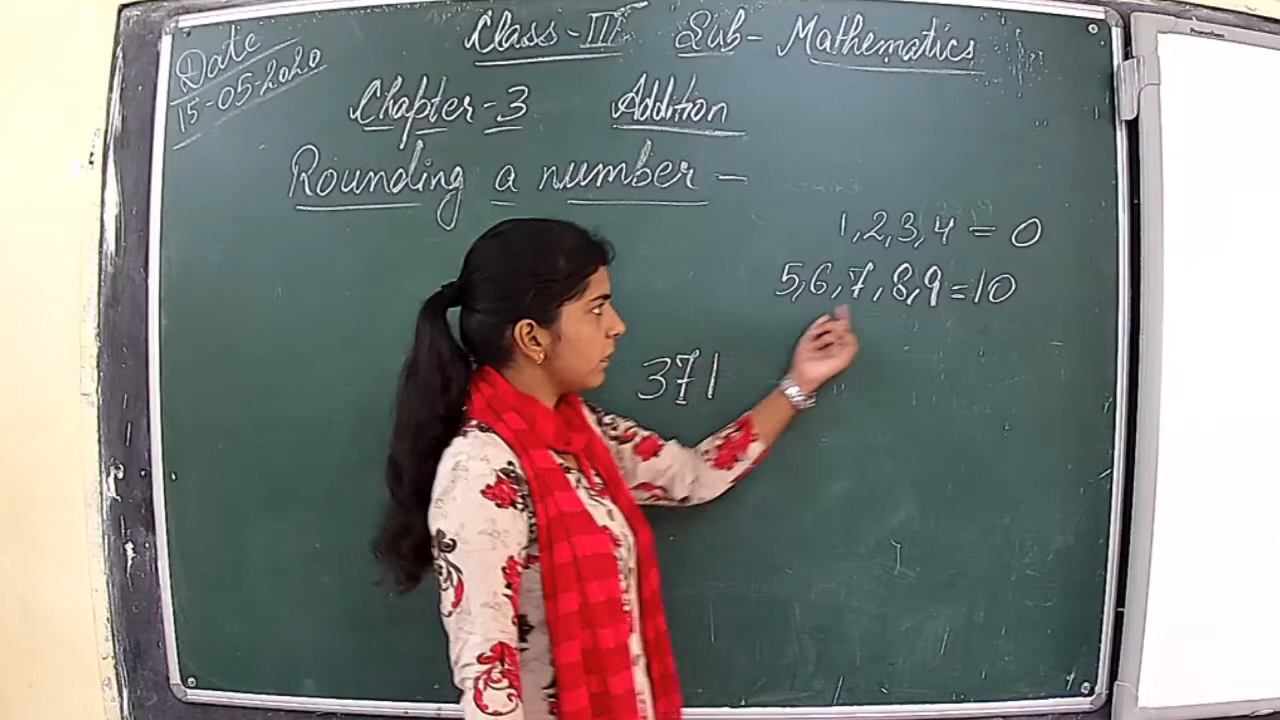 Date
15-05-2020
Class-III Sub- Mathematics
Chapter-3 Addition
Rounding a number -
1,2,3,4 = 0
5,6,7,8,9=10
371